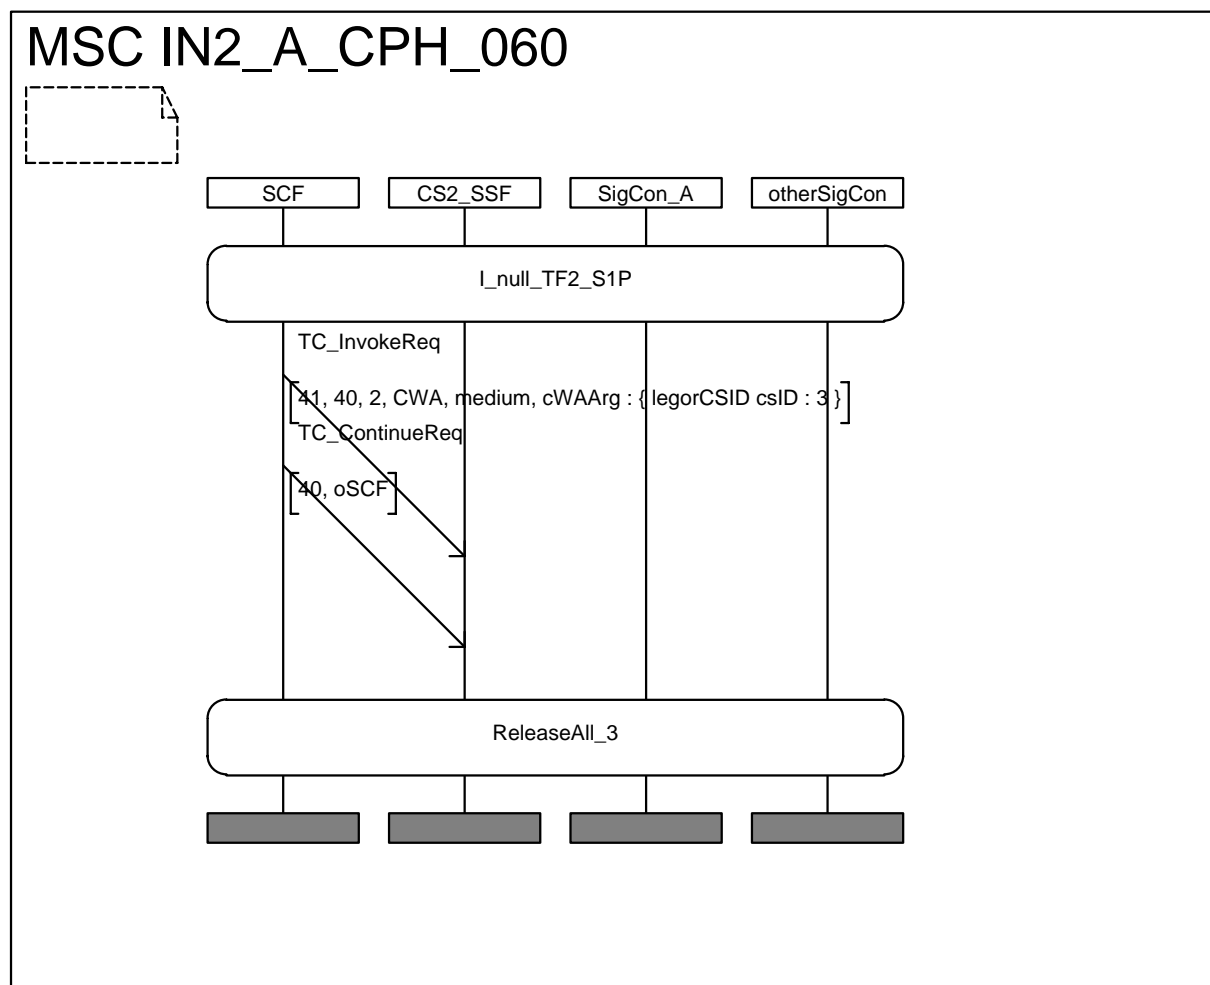 MSC IN2_A_CPH_060
SCF CS2_SSF SigCon_A otherSigCon
I_null_TF2_S1P
TC_InvokeReq
41, 40, 2, CWA, medium, cWAArg : { legorCSID csID : 3 }
TC_ContinueReq
40, oSCF
ReleaseAll_3